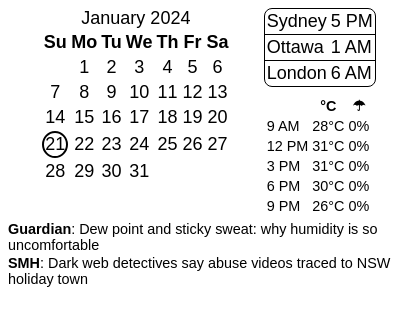 January 2024
Su Mo Tu We Th Fr Sa
1 2 3 4 5 6
7 8 9 10 11 12 13
14 15 16 17 18 19 20
21 22 23 24 25 26 27
28 29 30 31
Sydney 5 PM
Ottawa 1 AM
London 6 AM
°C ☂
9 AM 28°C 0%
12 PM 31°C 0%
3 PM 31°C 0%
6 PM 30°C 0%
9 PM 26°C 0%
Guardian: Dew point and sticky sweat: why humidity is so
uncomfortable
SMH: Dark web detectives say abuse videos traced to NSW
holiday town